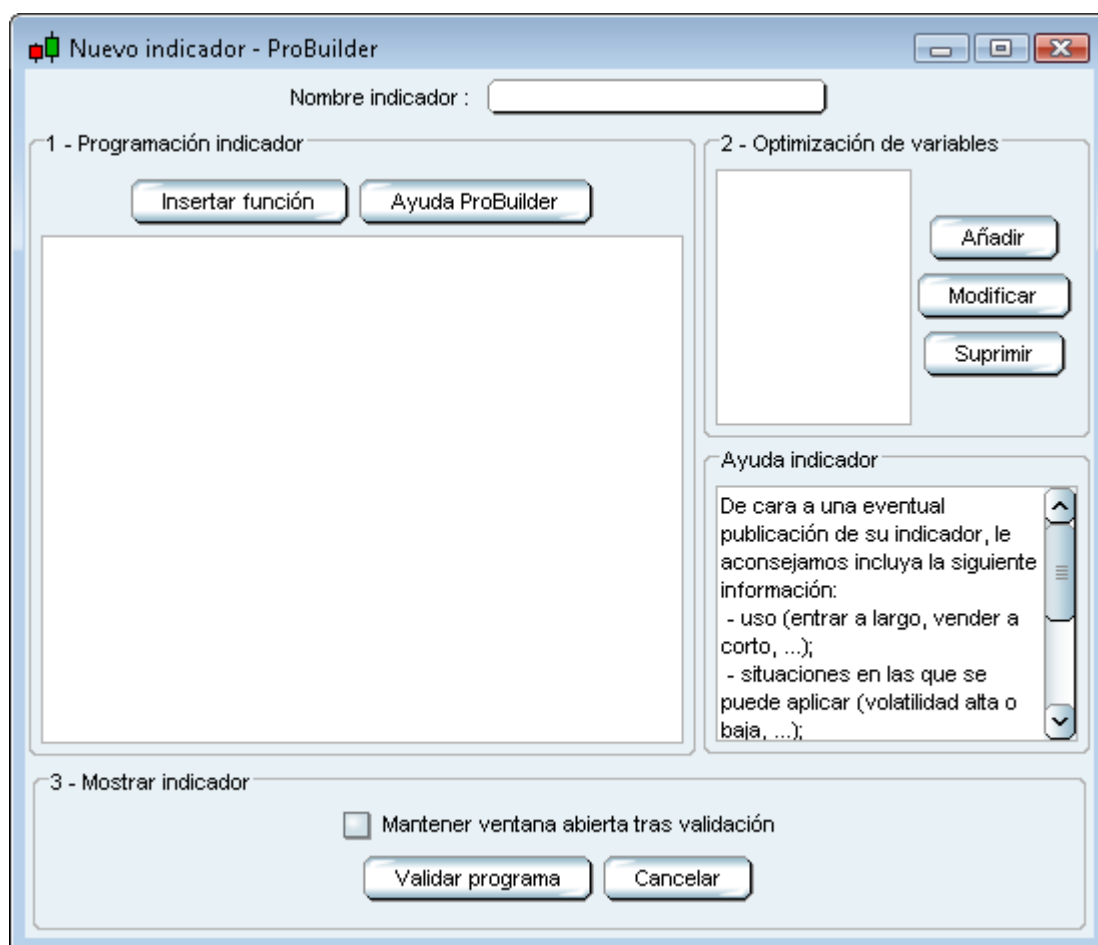 Nuevo indicador - ProBuilder
Nombre indicador :
1 - Programación indicador
Insertar función
Ayuda ProBuilder
2 - Optimización de variables
Añadir
Modificar
Suprimir
Ayuda indicador
De cara a una eventual
publicación de su indicador, le
aconsejamos incluya la siguiente
información:
- uso (entrar a largo, vender a
corto, ...);
- situaciones en las que se
puede aplicar (volatilidad alta o
baja, ...);
3 - Mostrar indicador
Mantener ventana abierta tras validación
Validar programa
Cancelar